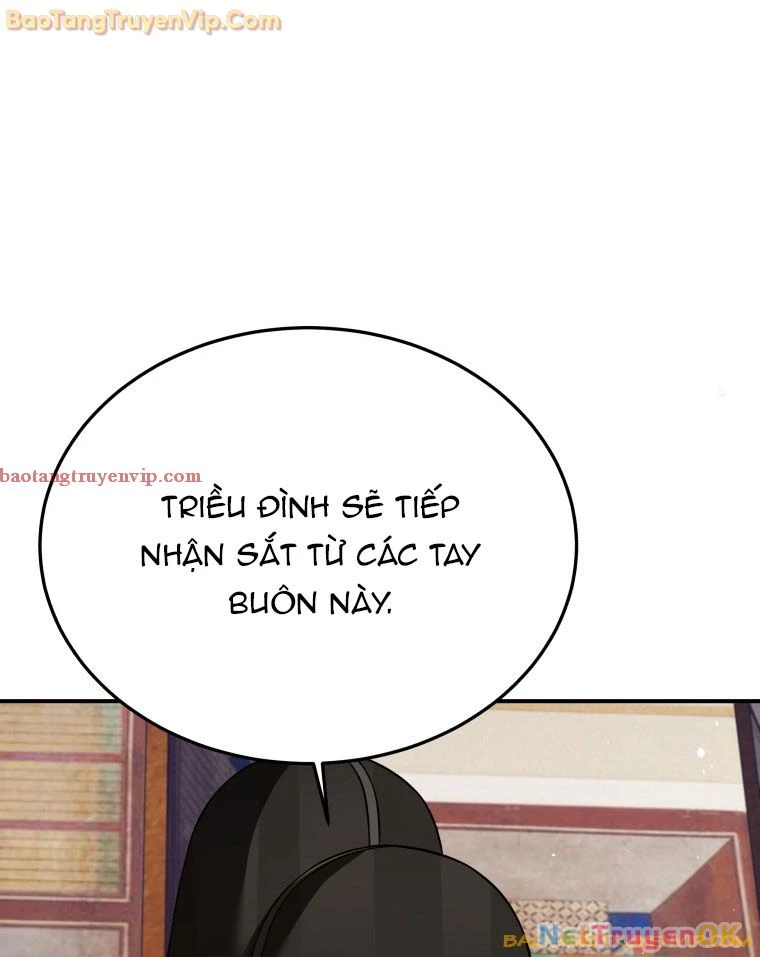 BaoTangTruyenVip.Com
baotangtruyenvip.com
TRIỀU ĐÌNH SẼ TIẾP
NHẬN SẮT TỪ CÁC TAY
BUÔN NÀY.
NetTruyenOK